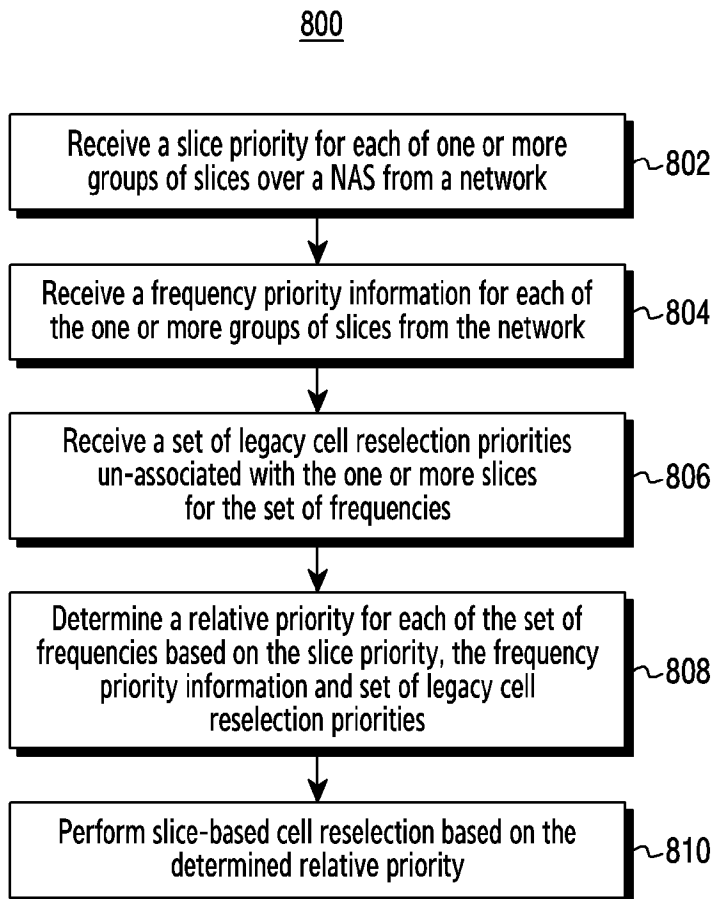 800
Receive a slice priority for each of one or more
groups of slices over a NAS from a network
802
Receive a frequency priority information for each of
the one or more groups of slices from the network
804
Receive a set of legacy cell reselection priorities
un-associated with the one or more slices
for the set of frequencies
806
Determine a relative priority for each of the set of
frequencies based on the slice priority, the frequency
priority information and set of legacy cell
reselection priorities
808
Perform slice-based cell reselection based on the
determined relative priority
810